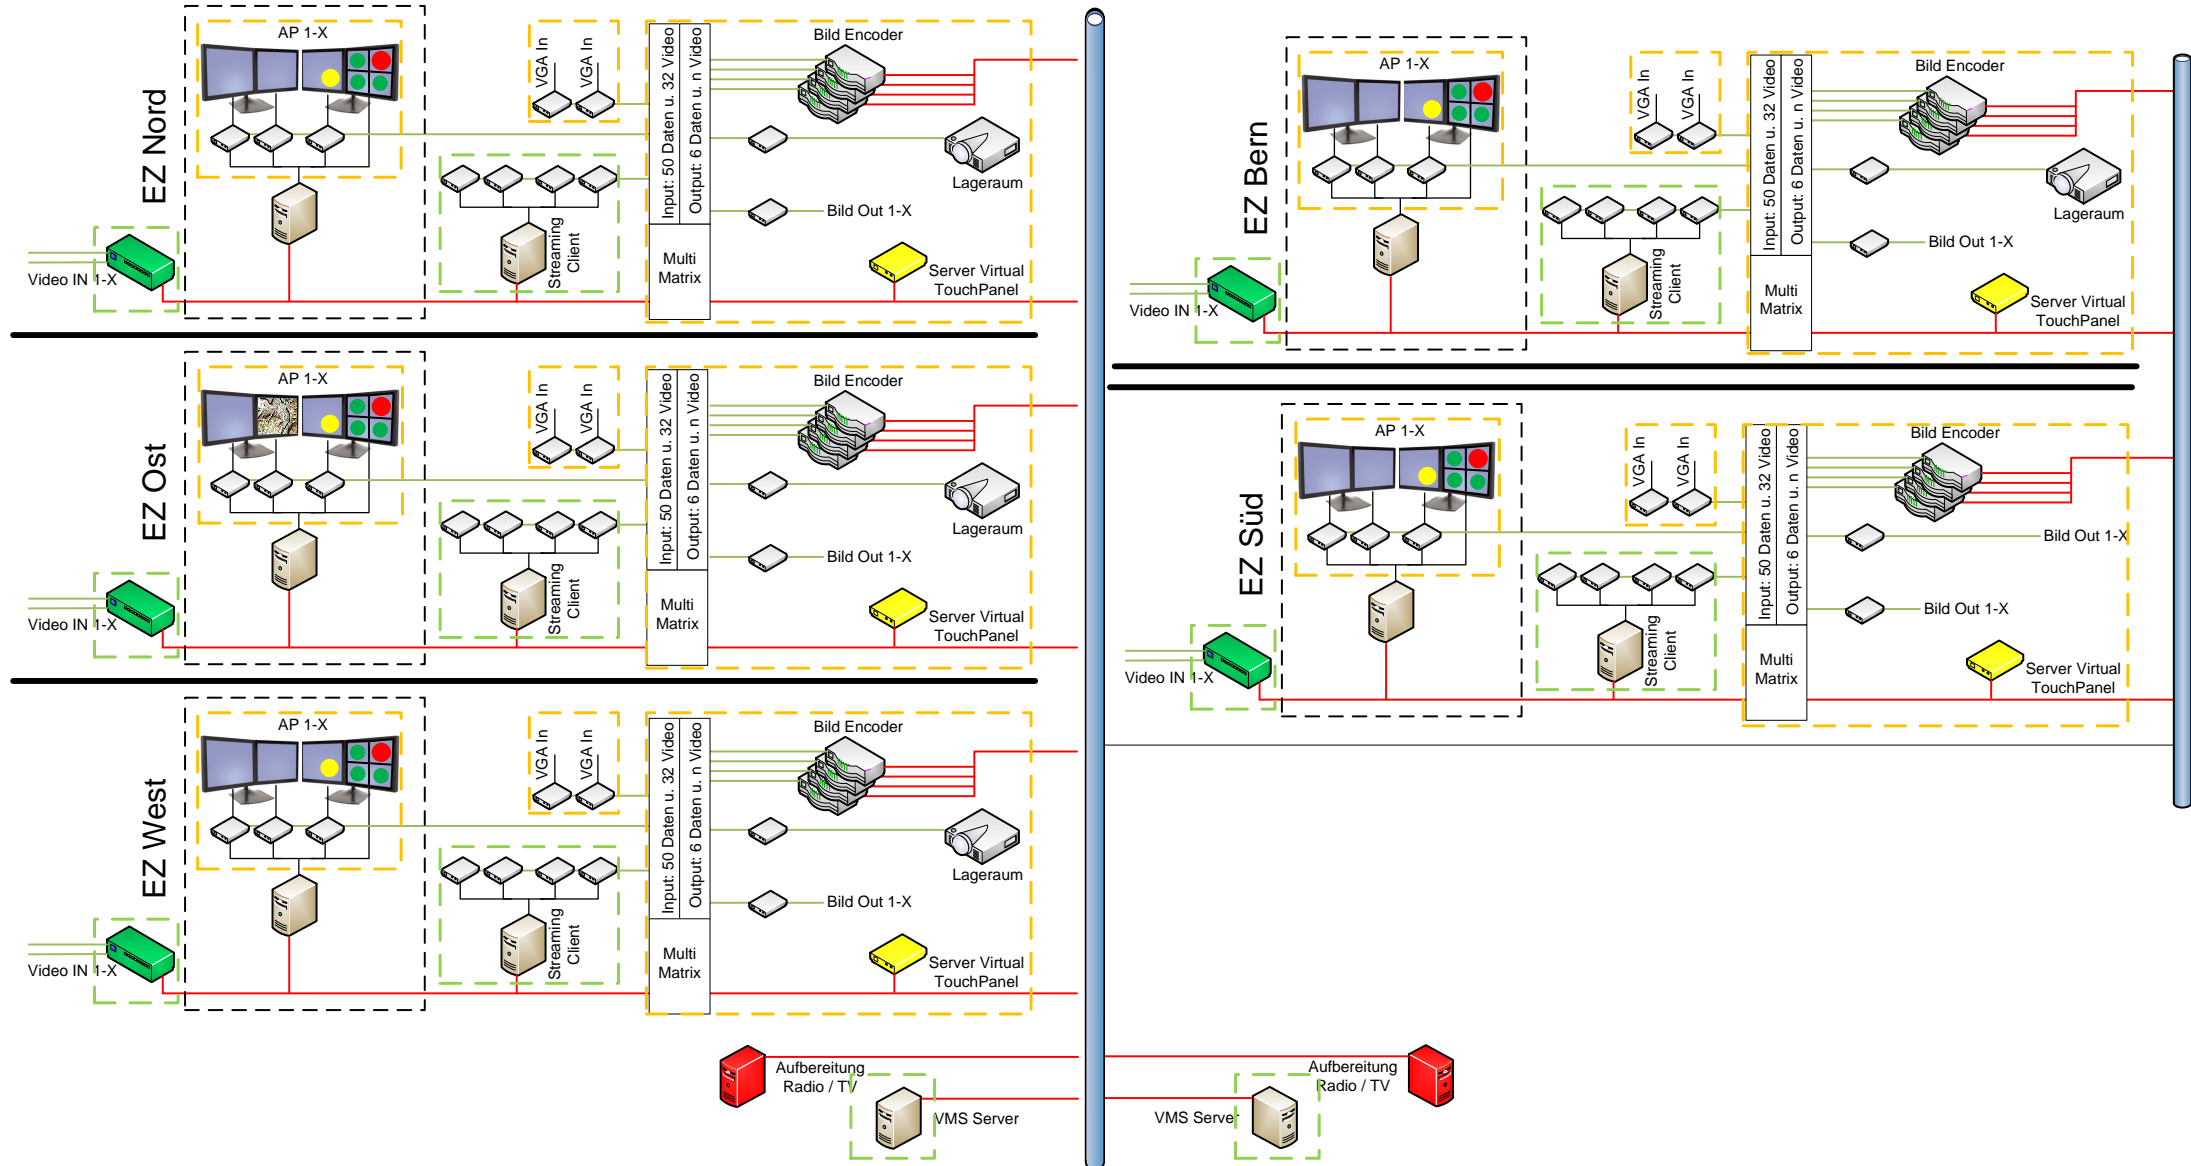 EZ Nord
AP 1-X
VGA In
VGA In
Input: 50 Daten u. 32 Video
Output: 6 Daten u. n Video
Multi
Matrix
Bild Encoder
Lageraum
Bild Out 1-X
Server Virtual
TouchPanel
Streaming
Client
Video IN 1-X
EZ Ost
AP 1-X
VGA In
VGA In
Input: 50 Daten u. 32 Video
Output: 6 Daten u. n Video
Multi
Matrix
Bild Encoder
Lageraum
Bild Out 1-X
Server Virtual
TouchPanel
Streaming
Client
Video IN 1-X
EZ West
AP 1-X
VGA In
VGA In
Input: 50 Daten u. 32 Video
Output: 6 Daten u. n Video
Multi
Matrix
Bild Encoder
Lageraum
Bild Out 1-X
Server Virtual
TouchPanel
Streaming
Client
Video IN 1-X
EZ Bern
AP 1-X
VGA In
VGA In
Input: 50 Daten u. 32 Video
Output: 6 Daten u. n Video
Multi
Matrix
Bild Encoder
Lageraum
Bild Out 1-X
Server Virtual
TouchPanel
Streaming
Client
Video IN 1-X
EZ Süd
AP 1-X
VGA In
VGA In
Input: 50 Daten u. 32 Video
Output: 6 Daten u. n Video
Multi
Matrix
Bild Encoder
Bild Out 1-X
Bild Out 1-X
Server Virtual
TouchPanel
Streaming
Client
Video IN 1-X
Aufbereitung
Radio / TV
VMS Server
Aufbereitung
Radio / TV
VMS Server